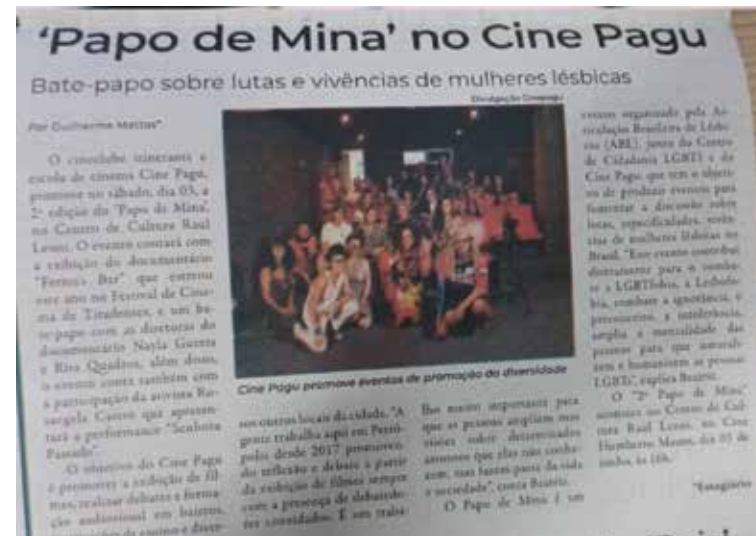 'Papo de Mina' no Cine Pagu
Bate-papo sobre lutas e vivências de mulheres lésbicas
Divulgação Cinepagu
Por Guilherme Mattos*
O cineclube itinerante e
escola de cinema Cine Pagu,
promove no sábado, dia 03, a
2ª edição do 'Papo de Mina',
no Centro de Cultura Raul
Leoni. O evento contará com
a exibição do documentário
"Ferro's Bar" que estreou
este ano no Festival de Cine-
ma de Tiradentes, e um ba-
te-papo com as diretoras do
documentário Nayla Guerra
e Rita Quadros, além disso,
o evento conta também com
a participação da ativista Ro-
sangela Castro que apresen-
tará a performance "Senhora
Passado".
O objetivo do Cine Pagu
é promover a exibição de fil-
mes, realizar debates e forma-
ção audiovisual em bairros,
de ensino e diver-
Cine Pagu promove eventos de promoção da diversidade
sos outros locais da cidade. "A
gente trabalha aqui em Petró-
polis desde 2017 promoven-
do reflexão e debate a partir
da exibição de filmes sempre
com a presença de debatedo-
res convidados. É um traba-
lho muito importante para
que as pessoas ampliem suas
visões sobre determinados
assuntos que elas não conhe-
cem, mas fazem parte da vida
e sociedade", conta Beatriz.
O Papo de Mina é um
evento organizado pela Ar-
ticulação Brasileira de Lésbi-
cas (ABL), junto do Centro
de Cidadania LGBTI e do
Cine Pagu, que tem o objeti-
vo de produzir eventos para
fomentar a discussão sobre
lutas, especificidades, vivên-
cias de mulheres lésbicas no
Brasil. "Esse evento contribui
diretamente para o comba-
te a LGBTfobia, a Lesbofo-
bia, combate a ignorância, o
preconceito, a intolerância,
amplia a mentalidade das
pessoas para que naturali-
zem e humanizem as pessoas
LGBTs", explica Beatriz.
O "2º Papo de Mina",
acontece no Centro de Cul-
tura Raul Leoni, no Cine
Humberto Mauro, dia 03 de
junho, às 16h.
*Estagiário